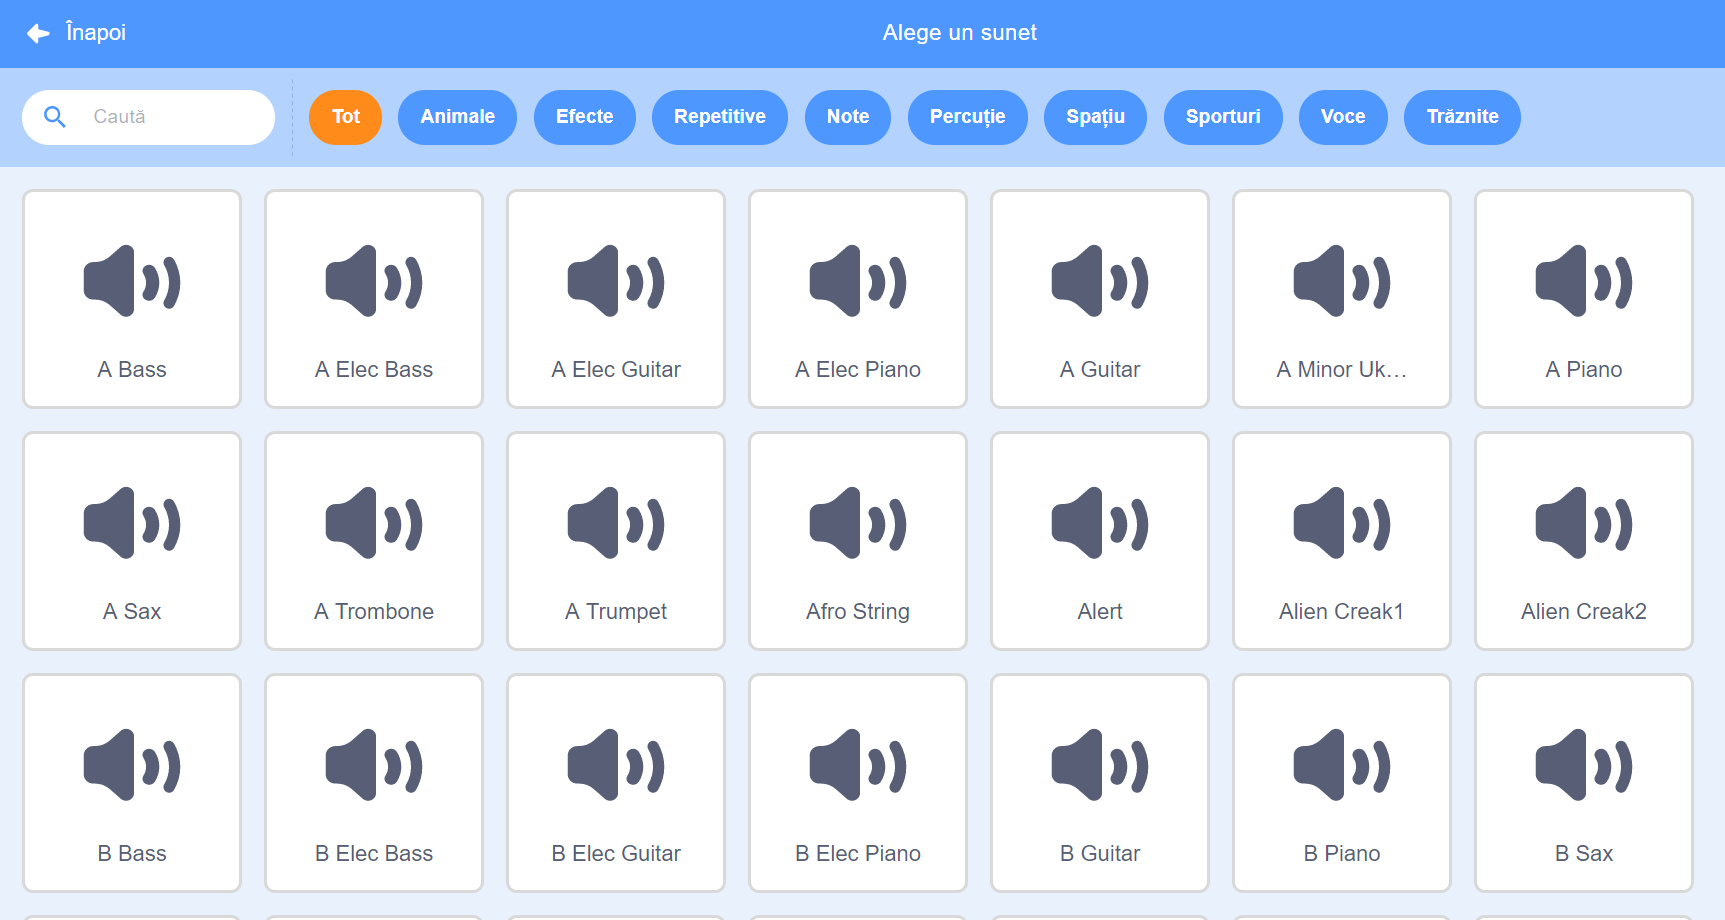 Înapoi
Alege un sunet
Caută
Tot
Animale
Efecte
Repetitive
Note
Percuție
Spațiu
Sporturi
Voce
Trăznite
A Bass
A Elec Bass
A Elec Guitar
A Elec Piano
A Guitar
A Minor Uk...
A Piano
A Sax
A Trombone
A Trumpet
Afro String
Alert
Alien Creak1
Alien Creak2
B Bass
B Elec Bass
B Elec Guitar
B Elec Piano
B Guitar
B Piano
B Sax